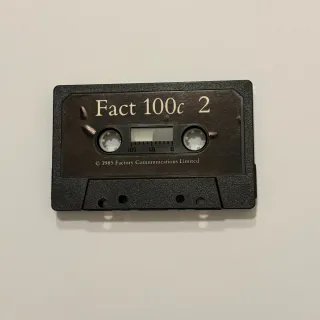 Fact 100c 2
© 1985 Factory Communications Limited